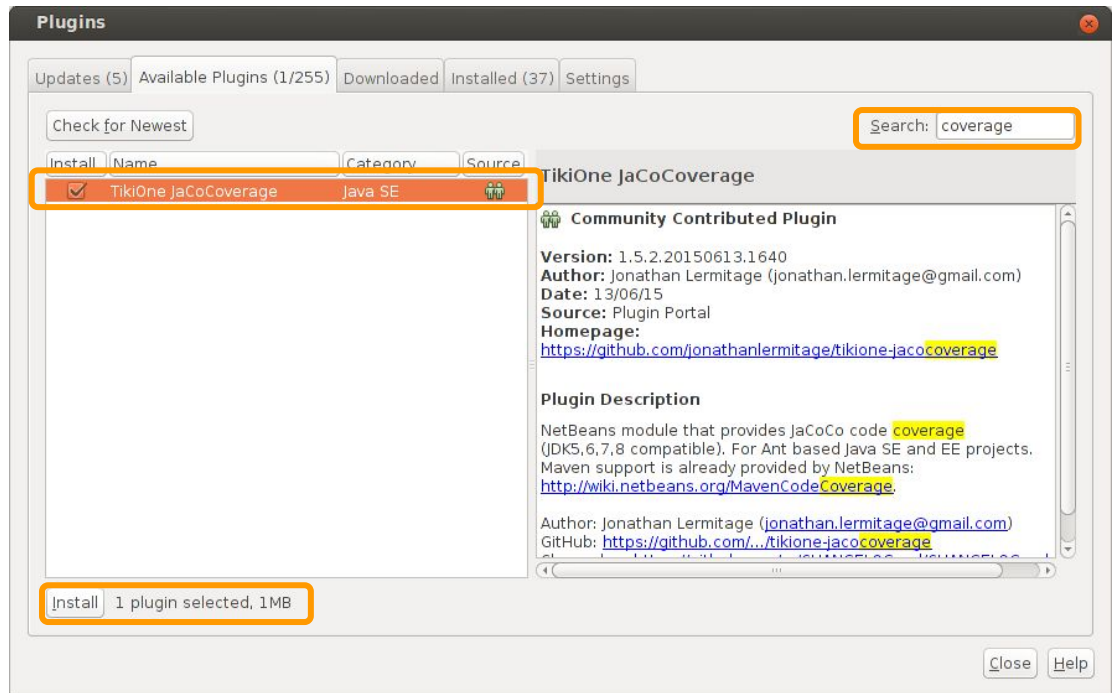 Plugins
Updates (5) Available Plugins (1/255) Downloaded Installed (37) Settings
Check for Newest
Search: coverage
Install Name Category Source
TikiOne JaCoCoverage Java SE
TikiOne JaCoCoverage
Community Contributed Plugin
Version: 1.5.2.20150613.1640
Author: Jonathan Lermitage (jonathan.lermitage@gmail.com)
Date: 13/06/15
Source: Plugin Portal
Homepage:
https://github.com/jonathanlermitage/tikione-jacocoverage
Plugin Description
NetBeans module that provides JaCoCo code coverage
(JDK5,6,7,8 compatible). For Ant based Java SE and EE projects.
Maven support is already provided by NetBeans:
http://wiki.netbeans.org/MavenCodeCoverage.
Author: Jonathan Lermitage (jonathan.lermitage@gmail.com)
GitHub: https://github.com/.../tikione-jacocoverage
Install 1 plugin selected, 1MB
Close Help